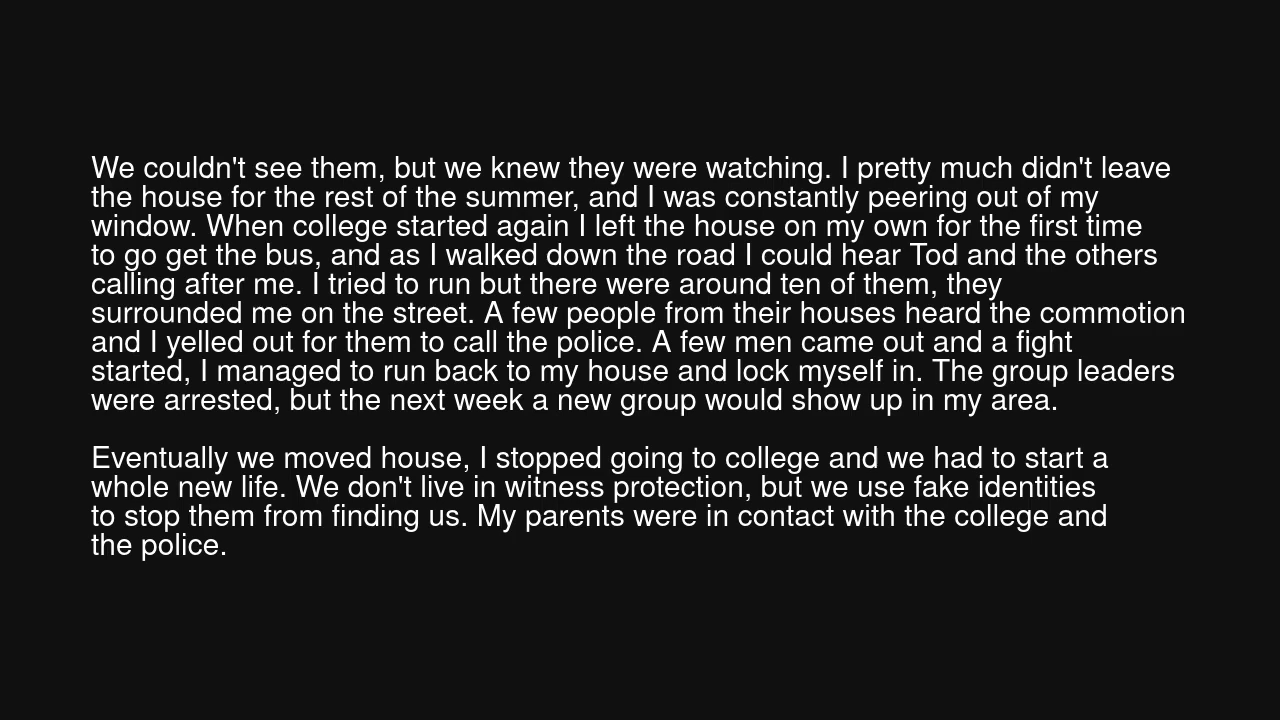 We couldn't see them, but we knew they were watching. I pretty much didn't leave
the house for the rest of the summer, and I was constantly peering out of my
window. When college started again I left the house on my own for the first time
to go get the bus, and as I walked down the road I could hear Tod and the others
calling after me. I tried to run but there were around ten of them, they
surrounded me on the street. A few people from their houses heard the commotion
and I yelled out for them to call the police. A few men came out and a fight
started, I managed to run back to my house and lock myself in. The group leaders
were arrested, but the next week a new group would show up in my area.

Eventually we moved house, I stopped going to college and we had to start a
whole new life. We don't live in witness protection, but we use fake identities
to stop them from finding us. My parents were in contact with the college and
the police.